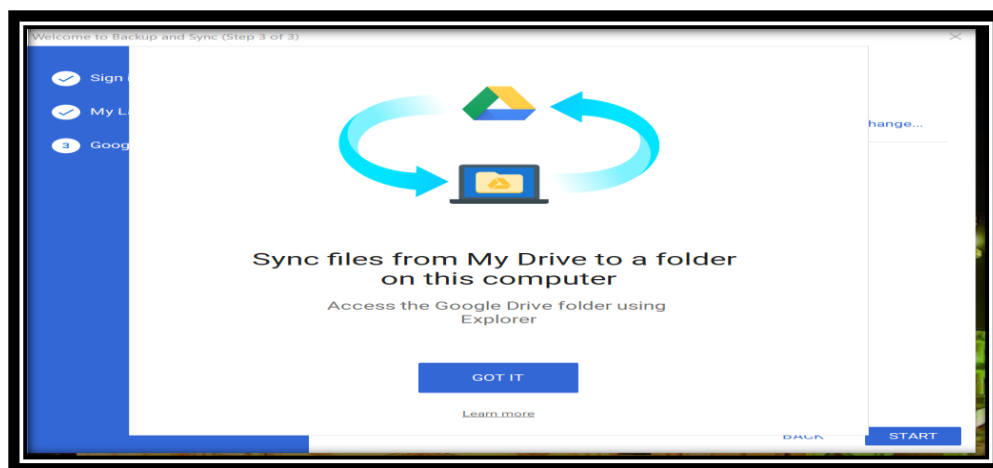 Welcome to Backup and Sync (Step 3 of 3)
Sign i
My L
3 Goog
hange...
Sync files from My Drive to a folder
on this computer
Access the Google Drive folder using
Explorer
GOT IT
Learn more
BACK
START